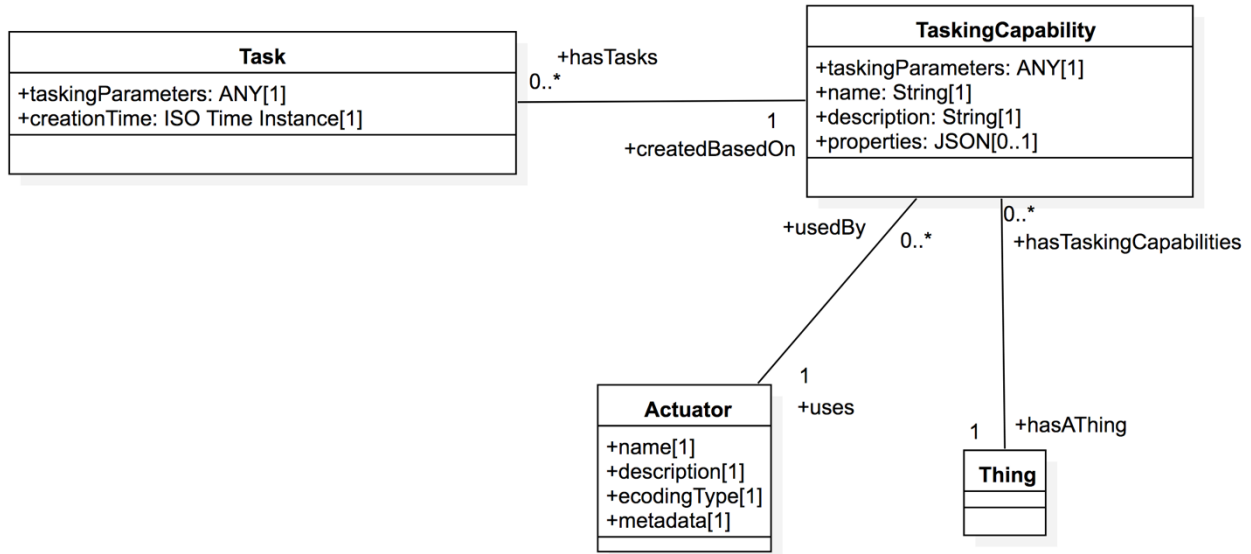 Task
+taskingParameters: ANY[1]
+creationTime: ISO Time Instance[1]
+hasTasks
0..*
1
+createdBasedOn
TaskingCapability
+taskingParameters: ANY[1]
+name: String[1]
+description: String[1]
+properties: JSON[0..1]
+usedBy
0..*
0..*
+hasTaskingCapabilities
1
+uses
Actuator
+name[1]
+description[1]
+ecodingType[1]
+metadata[1]
1
+hasAThing
Thing